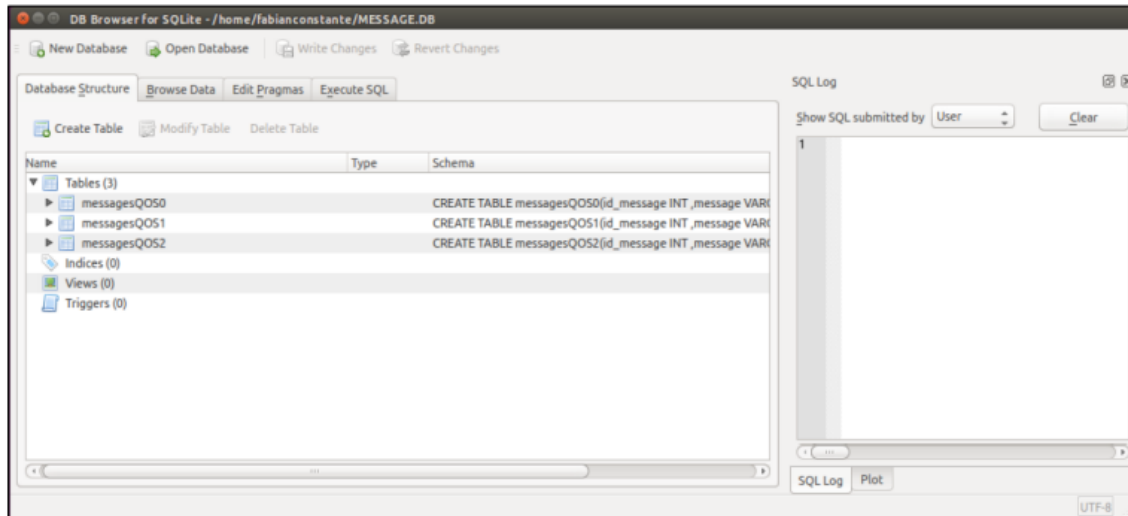 DB Browser for SQLite - /home/fabianconstante/MESSAGE.DB
New Database Open Database Write Changes Revert Changes
Database Structure Browse Data Edit Pragmas Execute SQL
Create Table Modify Table Delete Table
Name Type Schema
Tables (3)
messagesQOS0 CREATE TABLE messagesQOS0(id_message INT ,message VARC
messagesQOS1 CREATE TABLE messagesQOS1(id_message INT ,message VARC
messagesQOS2 CREATE TABLE messagesQOS2(id_message INT ,message VARC
Indices (0)
Views (0)
Triggers (0)
SQL Log
Show SQL submitted by User Clear
1
SQL Log Plot
UTF-8